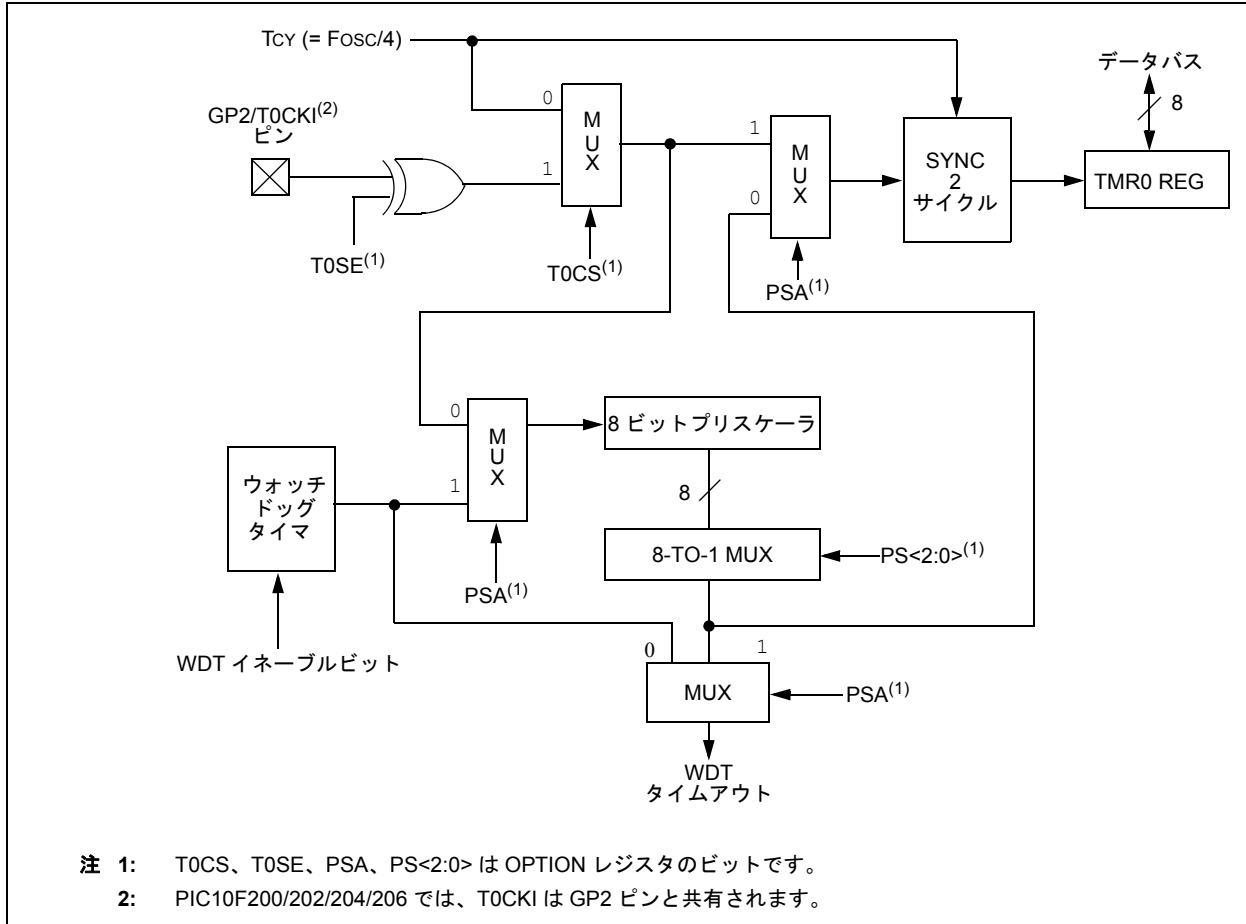 TCY (= FOSC/4)
データバス
8
GP2/T0CKI(2)
ピン
0
1
MUX
T0SE(1)
T0CS(1)
1
0
MUX
PSA(1)
SYNC
2
サイクル
TMR0 REG
0
1
MUX
PSA(1)
8 ビットプリスケーラ
8
ウォッチ
ドッグ
タイマ
8-TO-1 MUX
PS<2:0>(1)
WDT イネーブルビット
0
1
MUX
PSA(1)
WDT
タイムアウト
注 1: T0CS、T0SE、PSA、PS<2:0> は OPTION レジスタのビットです。
2: PIC10F200/202/204/206 では、T0CKI は GP2 ピンと共有されます。